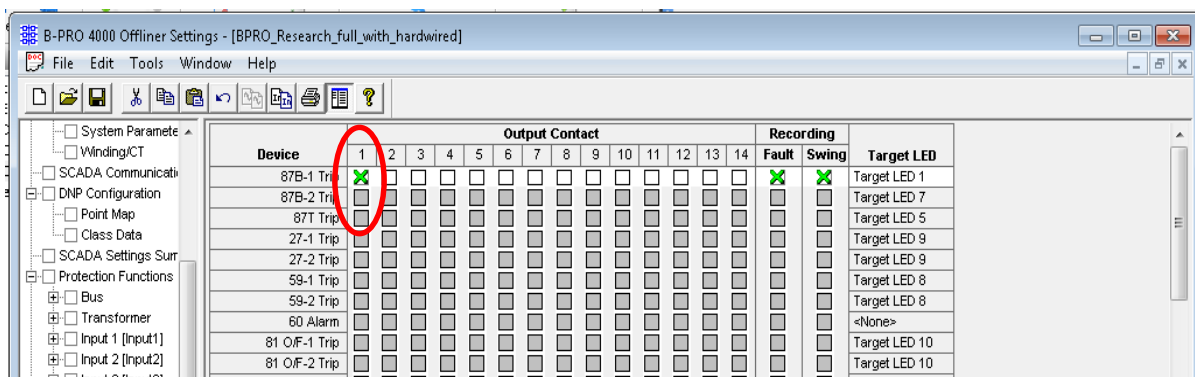 B-PRO 4000 Offliner Settings - [BPRO_Research_full_with_hardwired]
File Edit Tools Window Help
System Paramete
Winding/CT
SCADA Communicati
DNP Configuration
Point Map
Class Data
SCADA Settings Sum
Protection Functions
Bus
Transformer
Input 1 [Input1]
Input 2 [Input2]
Output Contact Recording
Device 1 2 3 4 5 6 7 8 9 10 11 12 13 14 Fault Swing Target LED
87B-1 Trip Target LED 1
87B-2 Trip Target LED 7
87T Trip Target LED 5
27-1 Trip Target LED 9
27-2 Trip Target LED 9
59-1 Trip Target LED 8
59-2 Trip Target LED 8
60 Alarm <None>
81 O/F-1 Trip Target LED 10
81 O/F-2 Trip Target LED 10